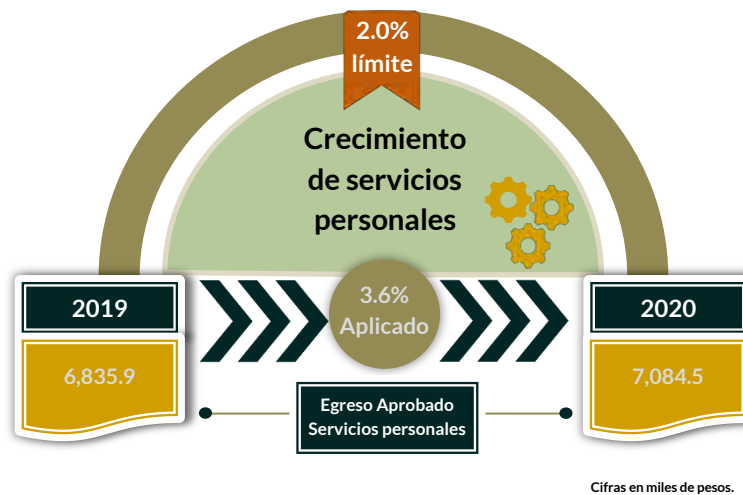 2.0%
límite
Crecimiento
de servicios
personales
2019
3.6%
Aplicado
2020
6,835.9
7,084.5
Egreso Aprobado
Servicios personales
Cifras en miles de pesos.